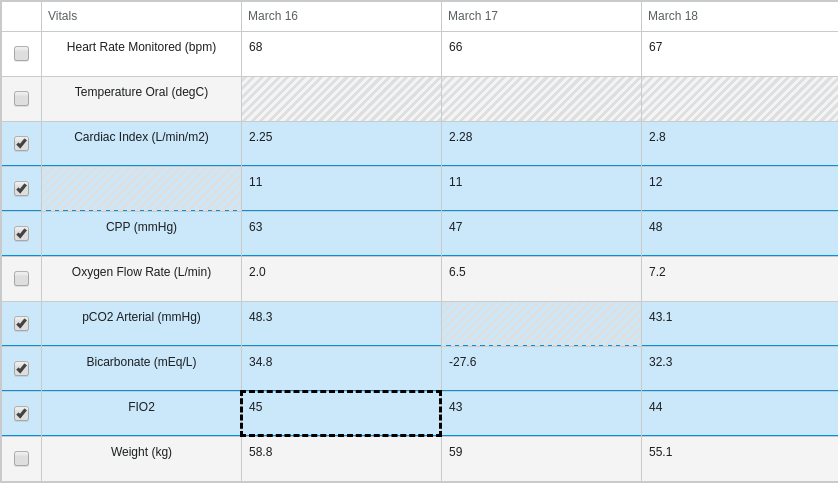 Vitals March 16 March 17 March 18
Heart Rate Monitored (bpm) 68 66 67
Temperature Oral (degC)
Cardiac Index (L/min/m2) 2.25 2.28 2.8
11 11 12
CPP (mmHg) 63 47 48
Oxygen Flow Rate (L/min) 2.0 6.5 7.2
pCO2 Arterial (mmHg) 48.3 43.1
Bicarbonate (mEq/L) 34.8 -27.6 32.3
FIO2 45 43 44
Weight (kg) 58.8 59 55.1